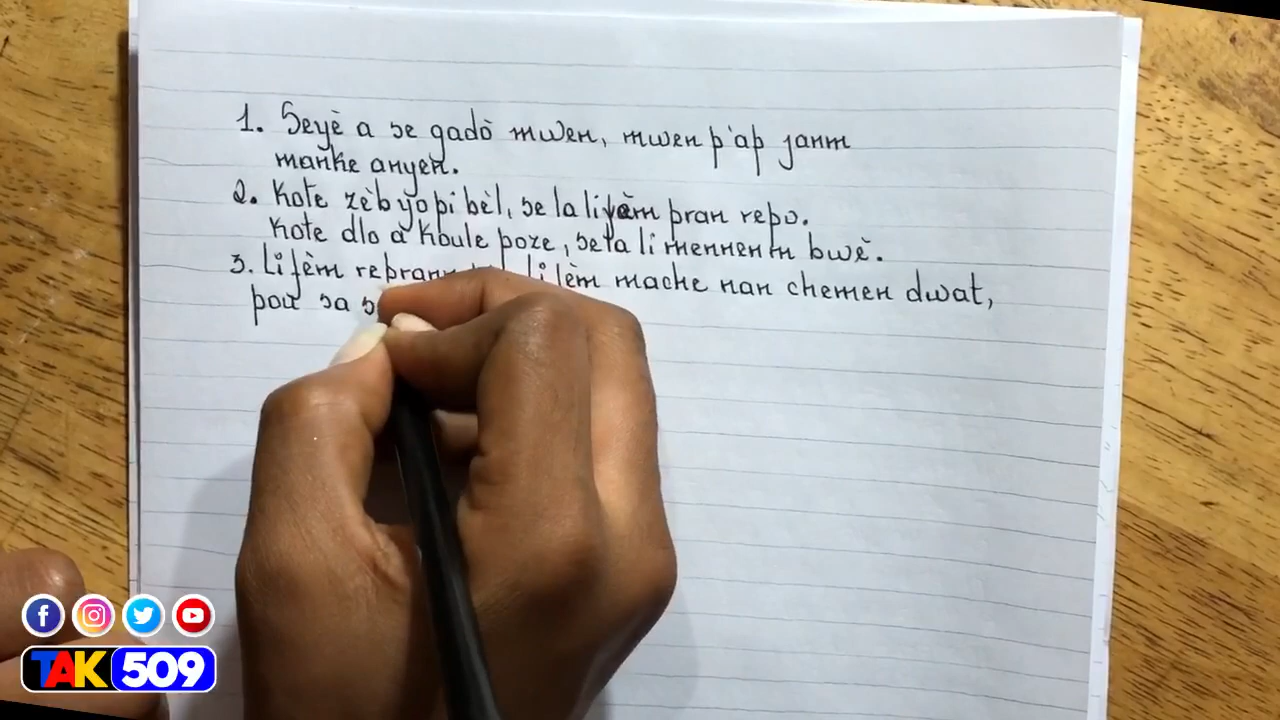 1. Seyè a se gadò mwen, mwen p'ap janm
manke anyen.
2. Kote zèb yo pi bèl, se la li fèm pran repo.
Kote dlo a koule poze, se la li mennenm bwè.
3. Li fèm reprann li fèm mache nan chemen dwat,
pou sa
TAK 509